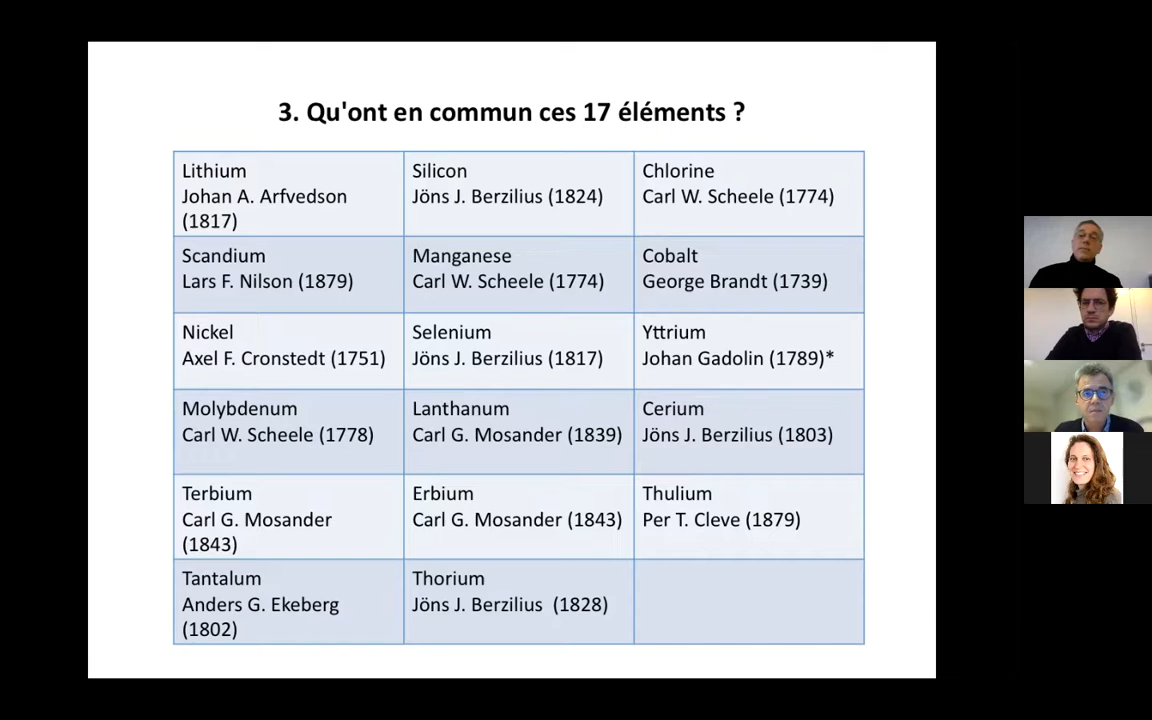 3. Qu'ont en commun ces 17 éléments ?
Lithium
Johan A. Arfvedson
(1817)
Silicon
Jöns J. Berzilius (1824)
Chlorine
Carl W. Scheele (1774)
Scandium
Lars F. Nilson (1879)
Manganese
Carl W. Scheele (1774)
Cobalt
George Brandt (1739)
Nickel
Axel F. Cronstedt (1751)
Selenium
Jöns J. Berzilius (1817)
Yttrium
Johan Gadolin (1789)*
Molybdenum
Carl W. Scheele (1778)
Lanthanum
Carl G. Mosander (1839)
Cerium
Jöns J. Berzilius (1803)
Terbium
Carl G. Mosander
(1843)
Erbium
Carl G. Mosander (1843)
Thulium
Per T. Cleve (1879)
Tantalum
Anders G. Ekeberg
(1802)
Thorium
Jöns J. Berzilius (1828)